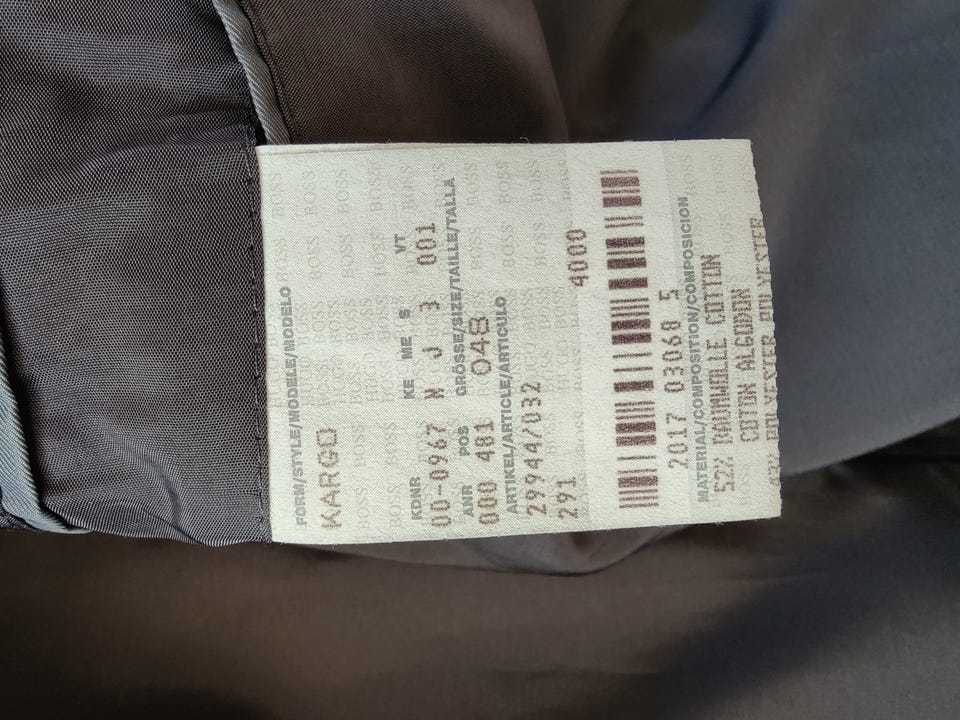 FORM/STYLE/MODELE/MODELO
KARGO
KDNR KE ME S VT
00-0967 N J 3 001
ANR POS GRÖSSE/SIZE/TAILLE/TALLA
000 481 048
ARTIKEL/ARTICLE/ARTICULO
29944/032
291 4000
2017 03068 5
MATERIAL/COMPOSITION/COMPOSICION
52% BAUMWOLLE COTTON
COTON ALGODON
POLYESTER POLYESTER